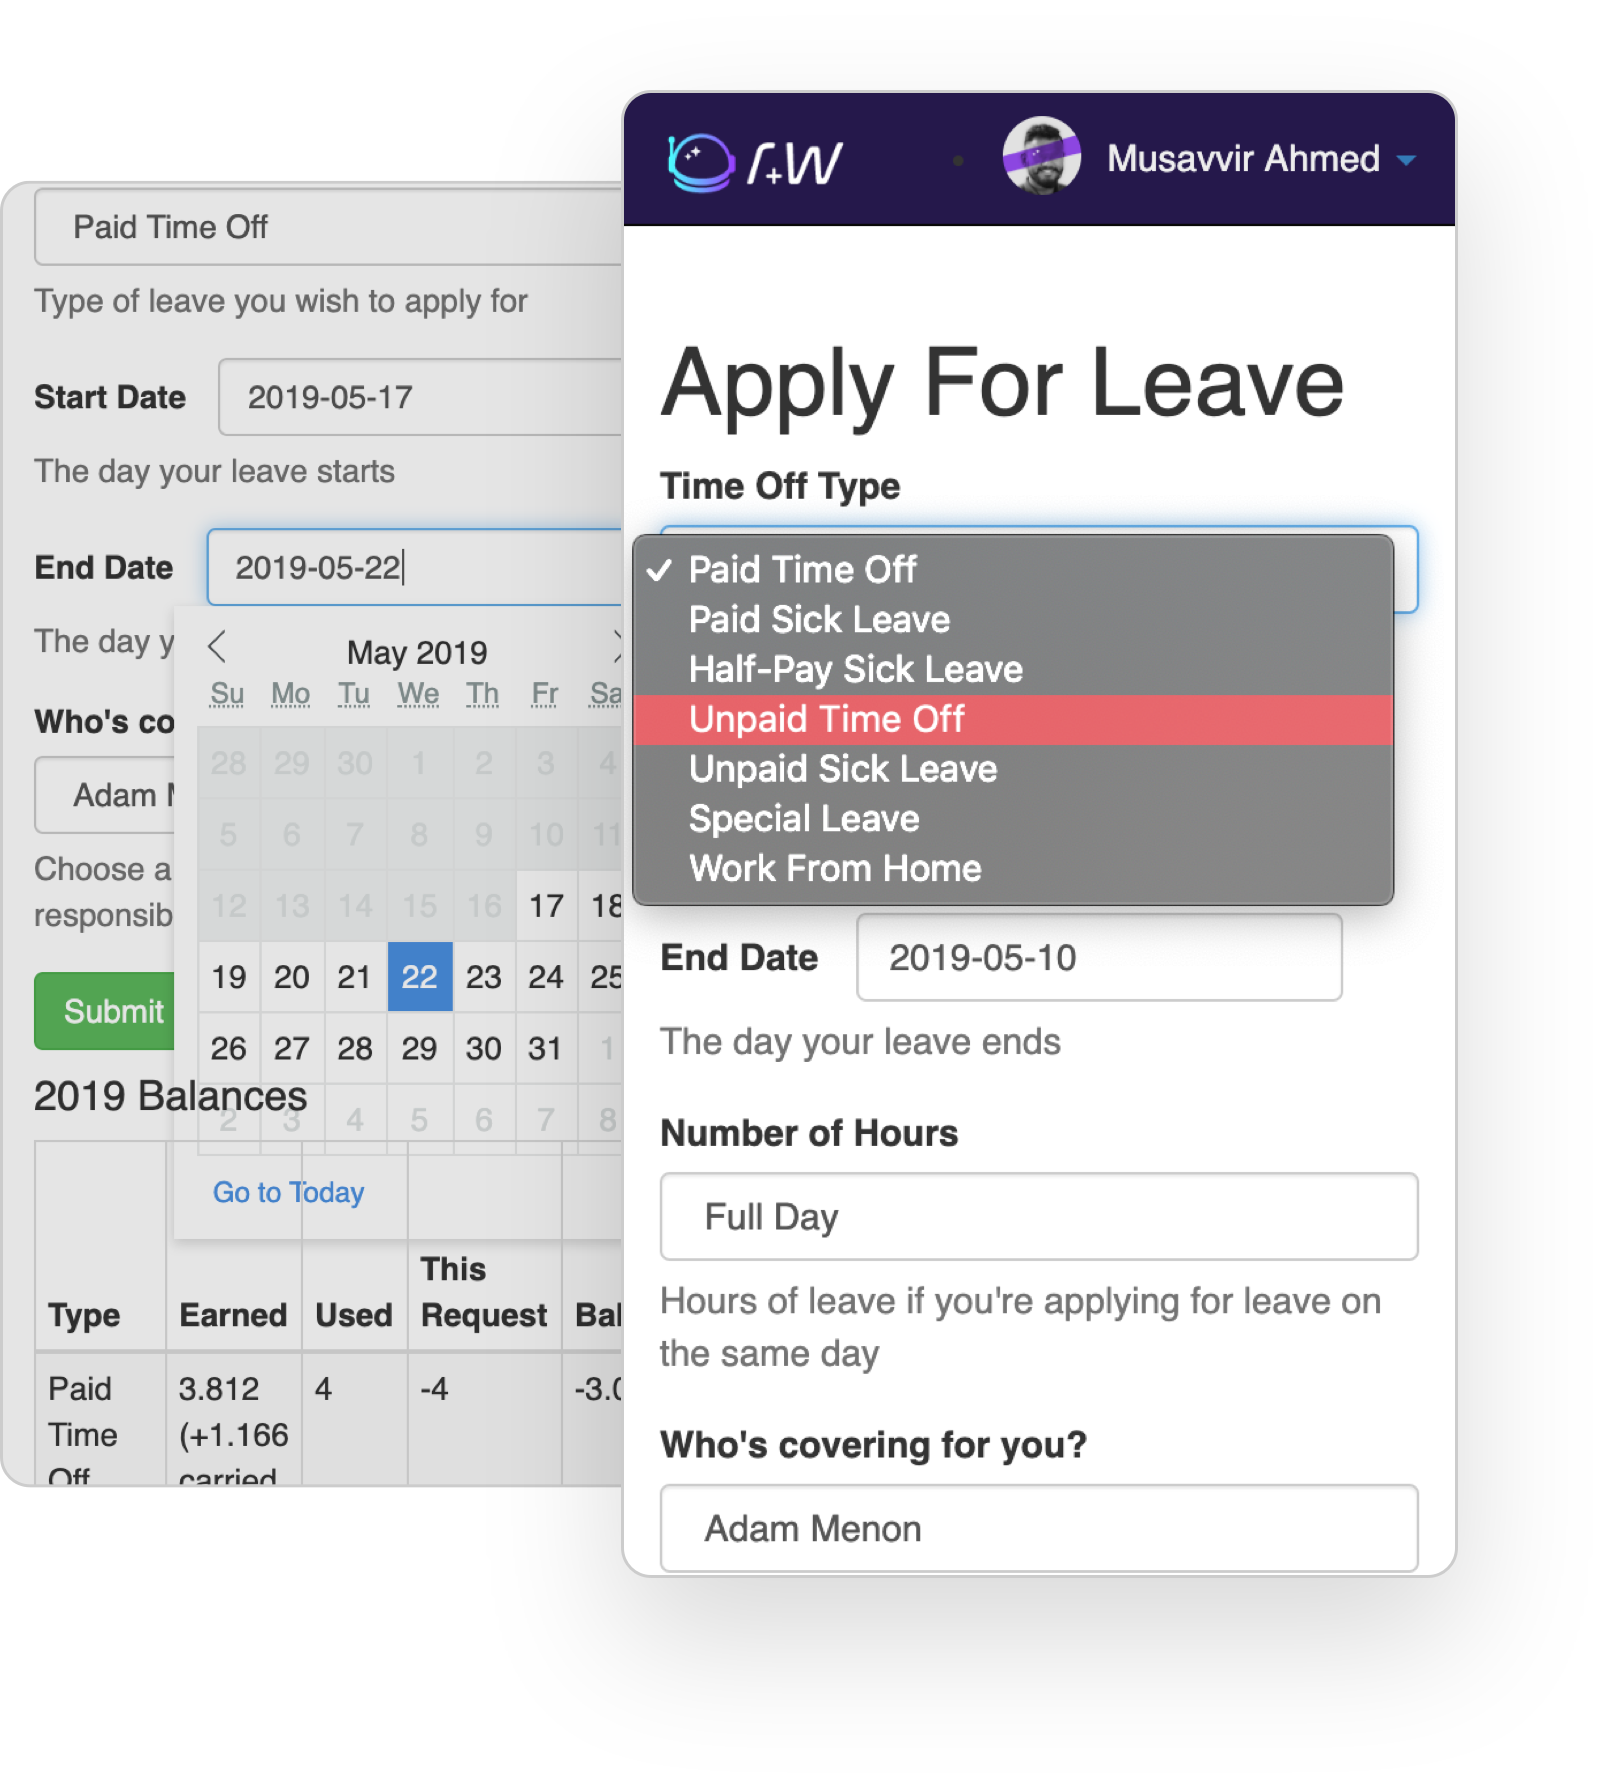 Paid Time Off
Type of leave you wish to apply for
Start Date
2019-05-17
The day your leave starts
End Date
2019-05-22
The day
May 2019
Su Mo Tu We Th Fr Sa
28 29 30 1 2 3 4
5 6 7 8 9 10 11
12 13 14 15 16 17 18
19 20 21 22 23 24 25
26 27 28 29 30 31 1
2 3 4 5 6 7 8
Go to Today
Who's
Adam
Choose a
Submit
2019 Balances
Type Earned Used This Request
Paid Time Off
3.812 (+1.166 carried
4
-4
Musavvir Ahmed
Apply For Leave
Time Off Type
✓ Paid Time Off
Paid Sick Leave
Half-Pay Sick Leave
Unpaid Time Off
Unpaid Sick Leave
Special Leave
Work From Home
End Date
2019-05-10
The day your leave ends
Number of Hours
Full Day
Hours of leave if you're applying for leave on
the same day
Who's covering for you?
Adam Menon